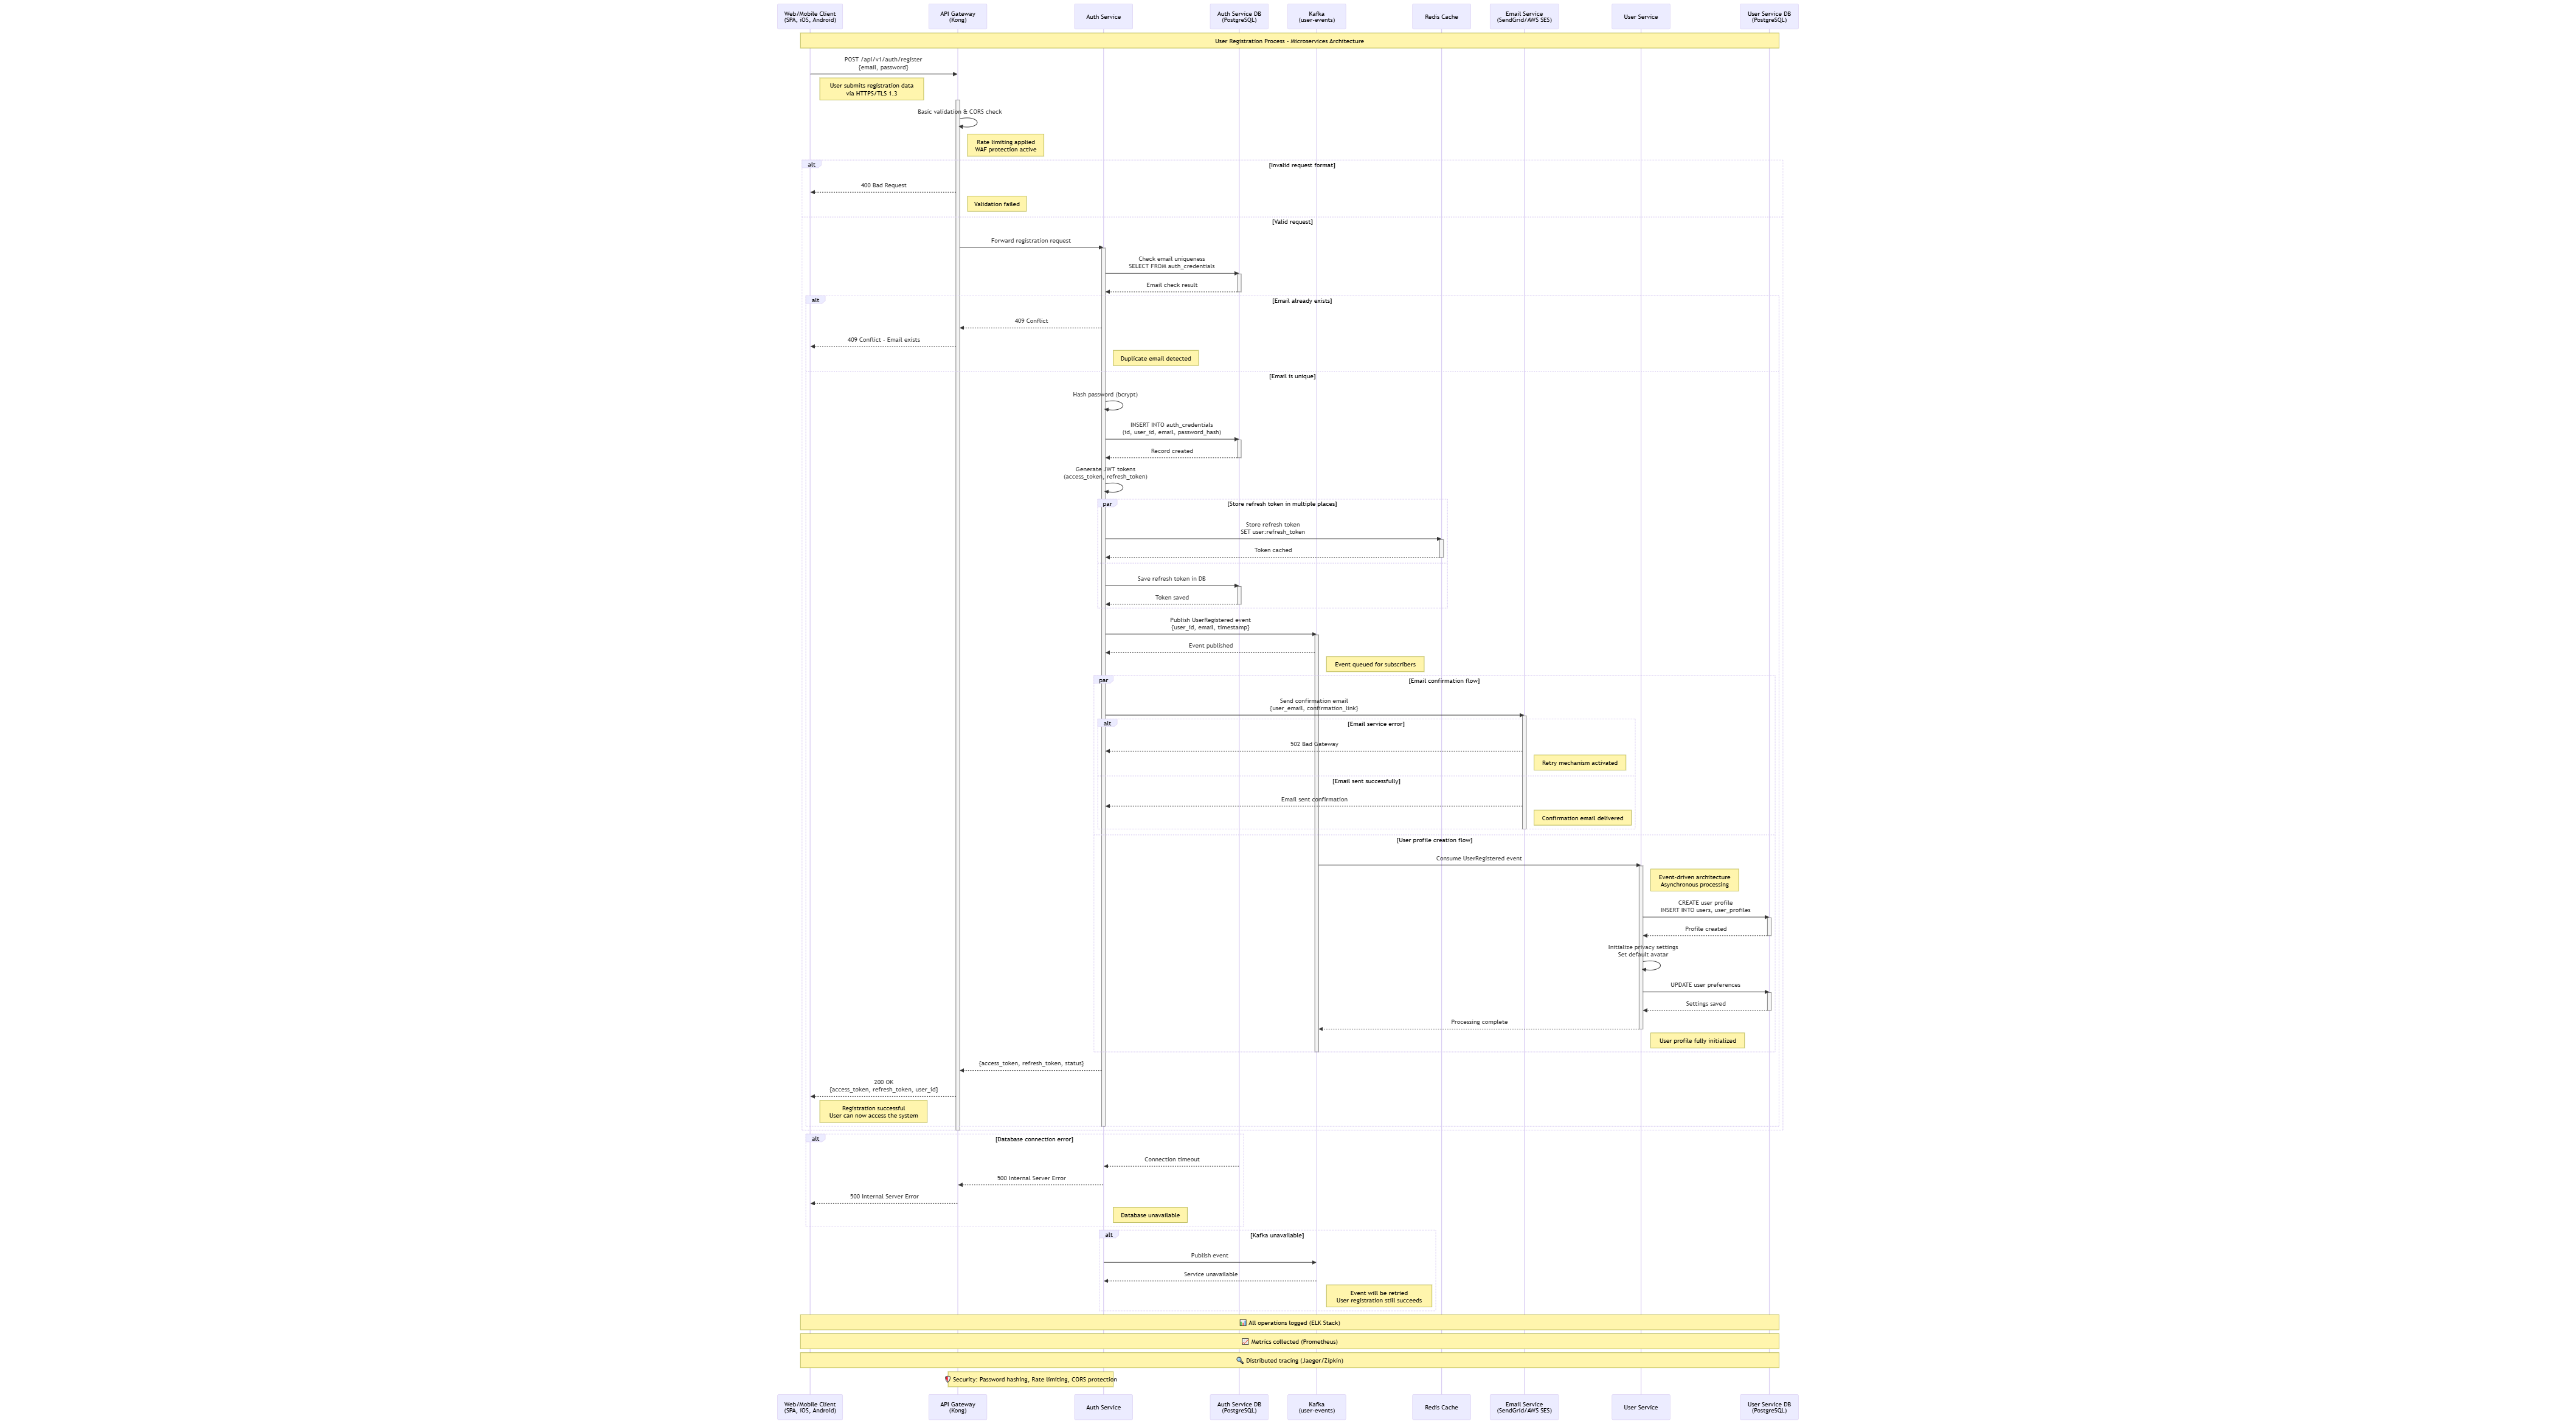 Web/Mobile Client
(SPA, iOS, Android)
API Gateway
(Kong)
Auth Service
Auth Service DB
(PostgreSQL)
Kafka
(user-events)
Redis Cache
Email Service
(SendGrid/AWS SES)
User Service
User Service DB
(PostgreSQL)
User Registration Process - Microservices Architecture
POST /api/v1/auth/register
{email, password}
User submits registration data
via HTTPS/TLS 1.3
Basic validation & CORS check
Rate limiting applied
WAF protection active
alt
[Invalid request format]
400 Bad Request
Validation failed
[Valid request]
Forward registration request
Check email uniqueness
SELECT FROM auth_credentials
Email check result
alt
[Email already exists]
409 Conflict
409 Conflict - Email exists
Duplicate email detected
[Email is unique]
Hash password (bcrypt)
INSERT INTO auth_credentials
(id, user_id, email, password_hash)
Record created
Generate JWT tokens
(access_token, refresh_token)
par
[Store refresh token in multiple places]
Store refresh token
SET user:refresh_token
Token cached
Save refresh token in DB
Token saved
Publish UserRegistered event
{user_id, email, timestamp}
Event published
Event queued for subscribers
par
[Email confirmation flow]
Send confirmation email
{user_email, confirmation_link}
alt
[Email service error]
502 Bad Gateway
Retry mechanism activated
[Email sent successfully]
Email sent confirmation
Confirmation email delivered
[User profile creation flow]
Consume UserRegistered event
Event-driven architecture
Asynchronous processing
CREATE user profile
INSERT INTO users, user_profiles
Profile created
Initialize privacy settings
Set default avatar
UPDATE user preferences
Settings saved
Processing complete
User profile fully initialized
{access_token, refresh_token, status}
200 OK
{access_token, refresh_token, user_id}
Registration successful
User can now access the system
alt
[Database connection error]
Connection timeout
500 Internal Server Error
500 Internal Server Error
Database unavailable
alt
[Kafka unavailable]
Publish event
Service unavailable
Event will be retried
User registration still succeeds
📊 All operations logged (ELK Stack)
📈 Metrics collected (Prometheus)
🔍 Distributed tracing (Jaeger/Zipkin)
🛡️ Security: Password hashing, Rate limiting, CORS protection
Web/Mobile Client
(SPA, iOS, Android)
API Gateway
(Kong)
Auth Service
Auth Service DB
(PostgreSQL)
Kafka
(user-events)
Redis Cache
Email Service
(SendGrid/AWS SES)
User Service
User Service DB
(PostgreSQL)